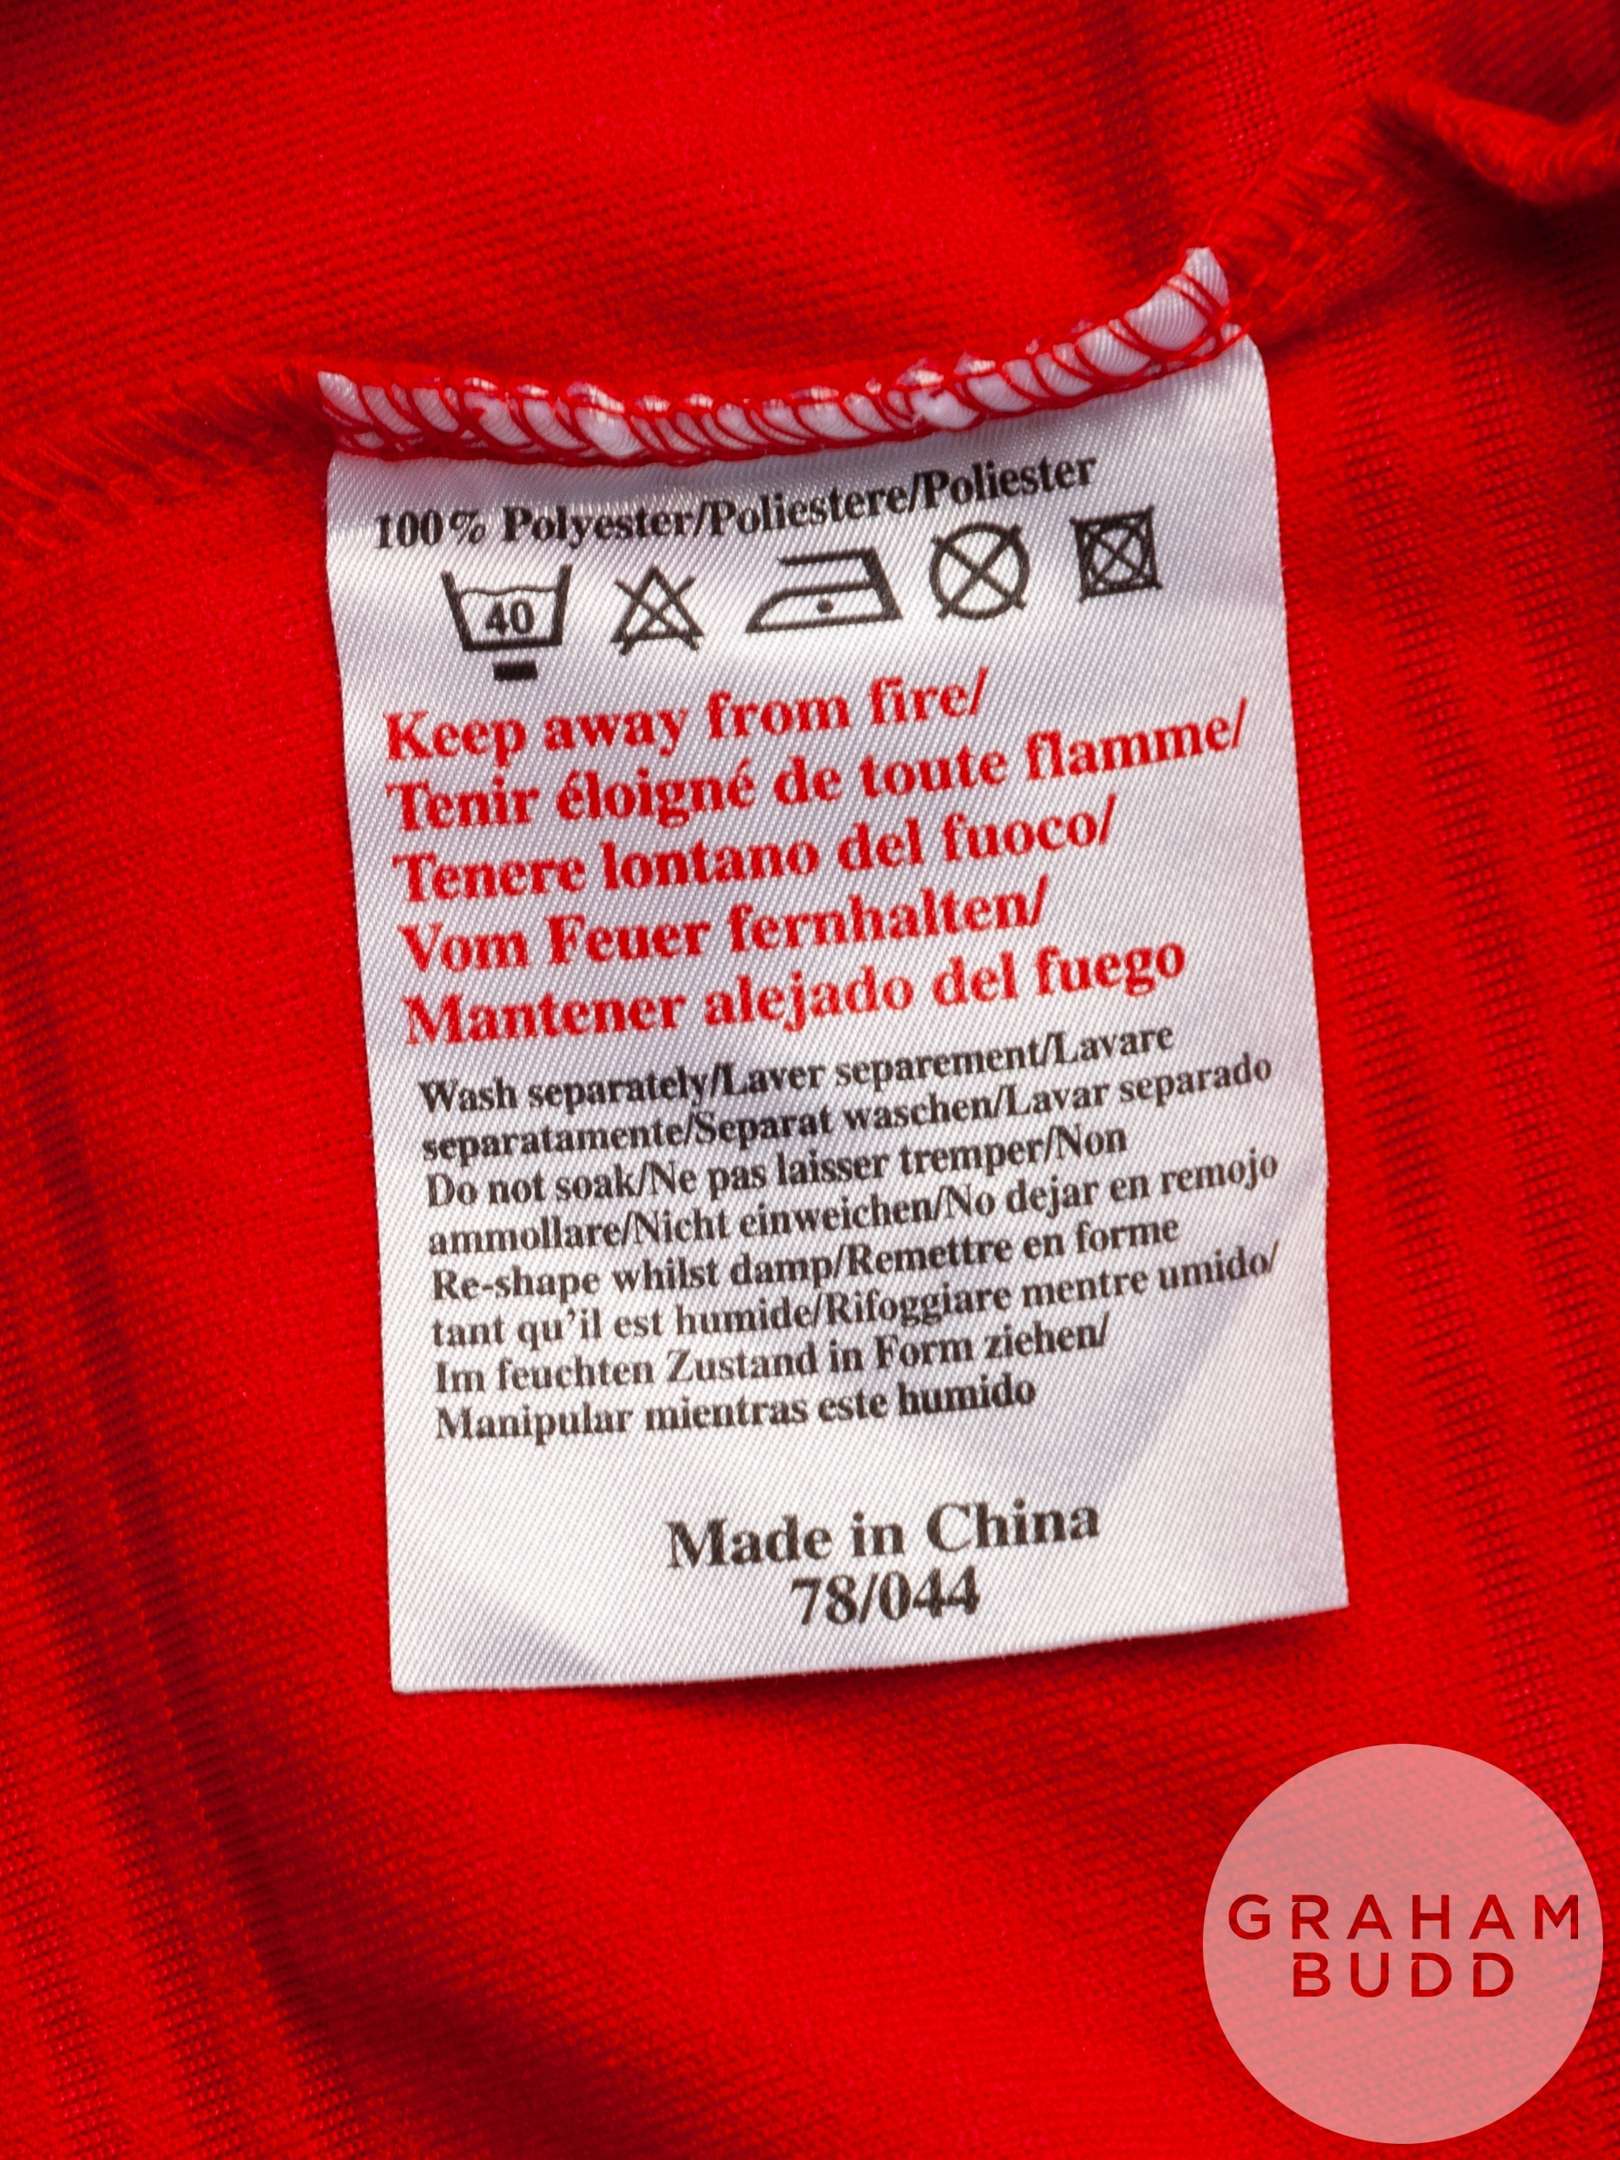 100% Polyester/Poliestere/Poliester
40
Keep away from fire/
Tenir éloigné de toute flamme/
Tenere lontano del fuoco/
Vom Feuer fernhalten/
Mantener alejado del fuego
Wash separately/Laver separement/Lavare
separatamente/Separat waschen/Lavar separado
Do not soak/Ne pas laisser tremper/Non
ammollare/Nicht einweichen/No dejar en remojo
Re-shape whilst damp/Remettre en forme
tant qu'il est humide/Rifoggiare mentre umido/
Im feuchten Zustand in Form ziehen/
Manipular mientras este humido
Made in China
78/044
GRAHAM
BUDD